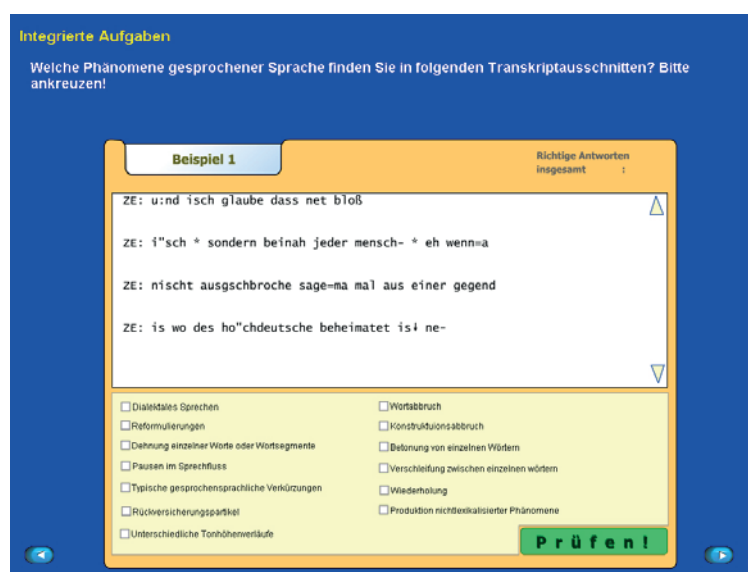 Integrierte Aufgaben
Welche Phänomene gesprochener Sprache finden Sie in folgenden Transkriptausschnitten? Bitte
ankreuzen!
Beispiel 1
Richtige Antworten
insgesamt :
ZE: u:nd isch glaube dass net bloß
ZE: i"sch * sondern beinah jeder mensch- * eh wenn=a
ZE: nischt ausgschbroche sage=ma mal aus einer gegend
ZE: is wo des ho"chdeutsche beheimatet is↓ ne-
Dialektales Sprechen
Reformulierungen
Dehnung einzelner Worte oder Wortsegmente
Pausen im Sprechfluss
Typische gesprochensprachliche Verkürzungen
Rückversicherungspartikel
Unterschiedliche Tonhöhenverläufe
Wortabbruch
Konstruktuionsabbruch
Betonung von einzelnen Wörtern
Verschleifung zwischen einzelnen wörtern
Wiederholung
Produktion nichtlexikalisierter Phänomene
Prüfen!